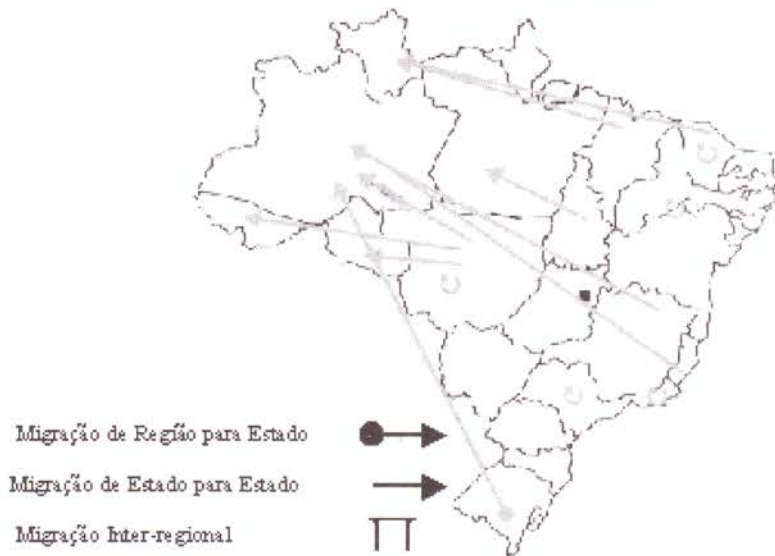 Migração de Região para Estado
Migração de Estado para Estado
Migração Inter-regional